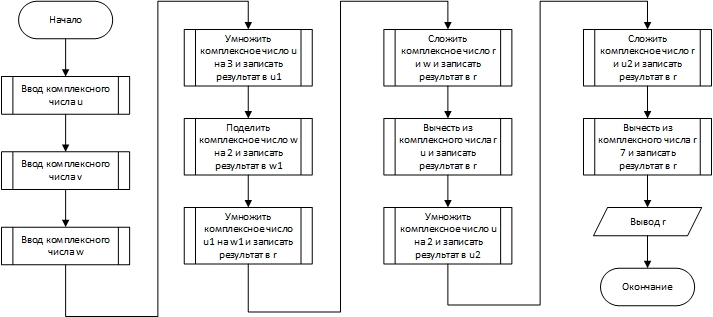 Начало
Ввод комплексного
числа u
Ввод комплексного
числа v
Ввод комплексного
числа w
Умножить
комплексное число u
на 3 и записать
результат в u1
Поделить
комплексное число w
на 2 и записать
результат в w1
Умножить
комплексное число
u1 на w1 и записать
результат в r
Сложить
комплексное число r
и w и записать
результат в r
Вычесть из
комплексного числа r
u и записать
результат в r
Умножить
комплексное число u
на 2 и записать
результат в u2
Сложить
комплексное число r
и u2 и записать
результат в r
Вычесть из
комплексного числа r
7 и записать
результат в r
Вывод r
Окончание